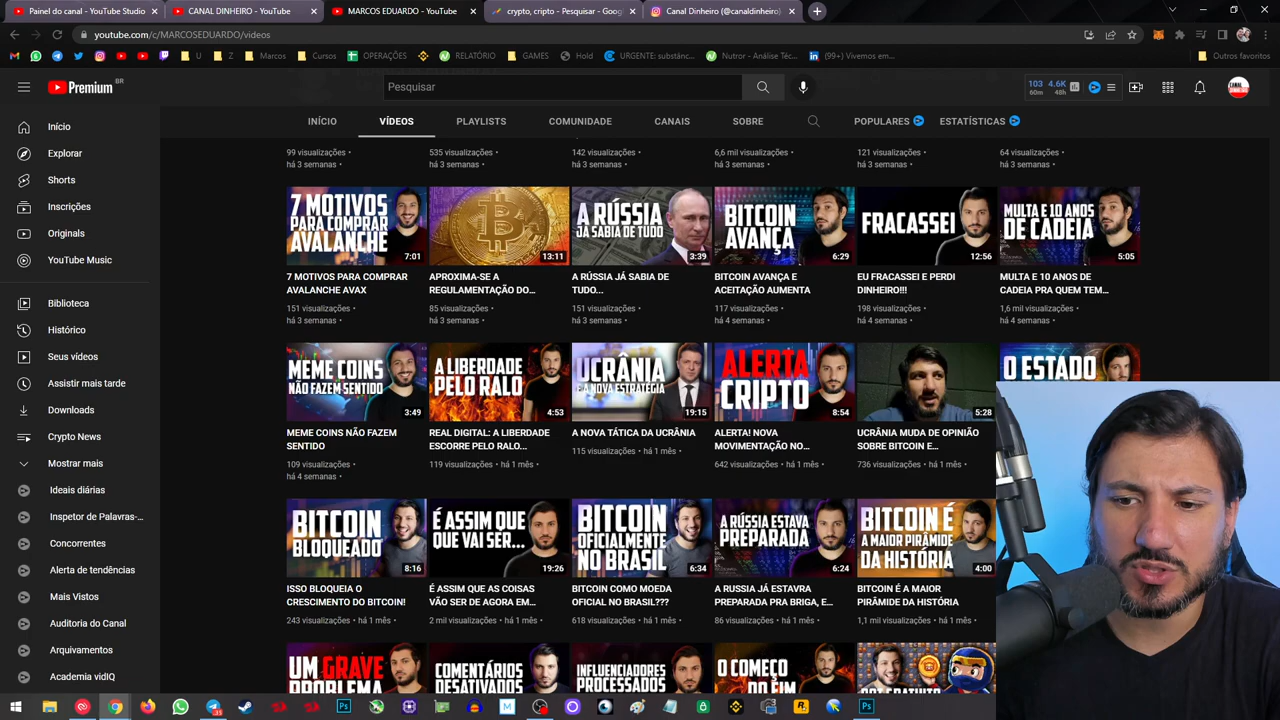 Painel do canal - YouTube Studio
CANAL DINHEIRO - YouTube
MARCOS EDUARDO - YouTube
crypto, cripto - Pesquisar - Goog
Canal Dinheiro (@canaldinheiro)
youtube.com/c/MARCOSEDUARDO/videos
U
Z
Marcos
Cursos
OPERAÇÕES
RELATÓRIO
GAMES
Hold
URGENTE: substânc...
Nutror - Análise Téc...
(99+) Vivemos em...
Outros favoritos
Premium BR
Pesquisar
103
60m
4.6K
48h
INÍCIO
VÍDEOS
PLAYLISTS
COMUNIDADE
CANAIS
SOBRE
POPULARES
ESTATÍSTICAS
Início
Explorar
Shorts
Inscrições
Originals
YouTube Music
Biblioteca
Histórico
Seus vídeos
Assistir mais tarde
Downloads
Crypto News
Mostrar mais
Ideais diárias
Inspetor de Palavras-...
Concorrentes
Alerta de tendências
Mais Vistos
Auditoria do Canal
Arquivamentos
Academia vidIQ
99 visualizações •
há 3 semanas •
535 visualizações •
há 3 semanas •
142 visualizações •
há 3 semanas •
6,6 mil visualizações •
há 3 semanas •
121 visualizações •
há 3 semanas •
64 visualizações •
há 3 semanas •
7 MOTIVOS
PARA COMPRAR
AVALANCHE
7:01
7 MOTIVOS PARA COMPRAR
AVALANCHE AVAX
151 visualizações •
há 3 semanas •
13:11
APROXIMA-SE A
REGULAMENTAÇÃO DO...
85 visualizações •
há 3 semanas •
A RÚSSIA
JÁ SABIA DE TUDO
3:39
A RÚSSIA JÁ SABIA DE
TUDO...
151 visualizações •
há 3 semanas •
BITCOIN
AVANÇA
6:29
BITCOIN AVANÇA E
ACEITAÇÃO AUMENTA
117 visualizações •
há 4 semanas •
FRACASSEI
12:56
EU FRACASSEI E PERDI
DINHEIRO!!!
198 visualizações •
há 4 semanas •
MULTA E 10 ANOS
DE CADEIA
5:05
MULTA E 10 ANOS DE
CADEIA PRA QUEM TEM...
1,6 mil visualizações •
há 4 semanas •
MEME COINS
NÃO FAZEM SENTIDO
3:49
MEME COINS NÃO FAZEM
SENTIDO
109 visualizações •
há 4 semanas •
A LIBERDADE
PELO RALO
4:53
REAL DIGITAL: A LIBERDADE
ESCORRE PELO RALO...
119 visualizações • há 1 mês •
UCRÂNIA
E A NOVA ESTRATÉGIA
19:15
A NOVA TÁTICA DA UCRÂNIA
115 visualizações • há 1 mês •
ALERTA
CRIPTO
8:54
ALERTA! NOVA
MOVIMENTAÇÃO NO...
642 visualizações • há 1 mês •
5:28
UCRÂNIA MUDA DE OPINIÃO
SOBRE BITCOIN E...
736 visualizações • há 1 mês •
O ESTADO
BITCOIN
BLOQUEADO
8:16
ISSO BLOQUEIA O
CRESCIMENTO DO BITCOIN!
243 visualizações • há 1 mês •
É ASSIM QUE
QUE VAI SER...
19:26
É ASSIM QUE AS COISAS
VÃO SER DE AGORA EM...
2 mil visualizações • há 1 mês •
BITCOIN
OFICIALMENTE
NO BRASIL
6:34
BITCOIN COMO MOEDA
OFICIAL NO BRASIL???
618 visualizações • há 1 mês •
A RÚSSIA ESTAVA
PREPARADA
6:24
A RUSSIA JÁ ESTAVRA
PREPARADA PRA BRIGA, E...
86 visualizações • há 1 mês •
BITCOIN É
A MAIOR PIRÂMIDE
DA HISTÓRIA
4:00
BITCOIN É A MAIOR
PIRÂMIDE DA HISTÓRIA
1,1 mil visualizações • há 1 mês •
UM GRAVE
PROBLEMA
COMENTÁRIOS
DESATIVADOS
INFLUENCIADORES
PROCESSADOS
O COMEÇO
DO FIM